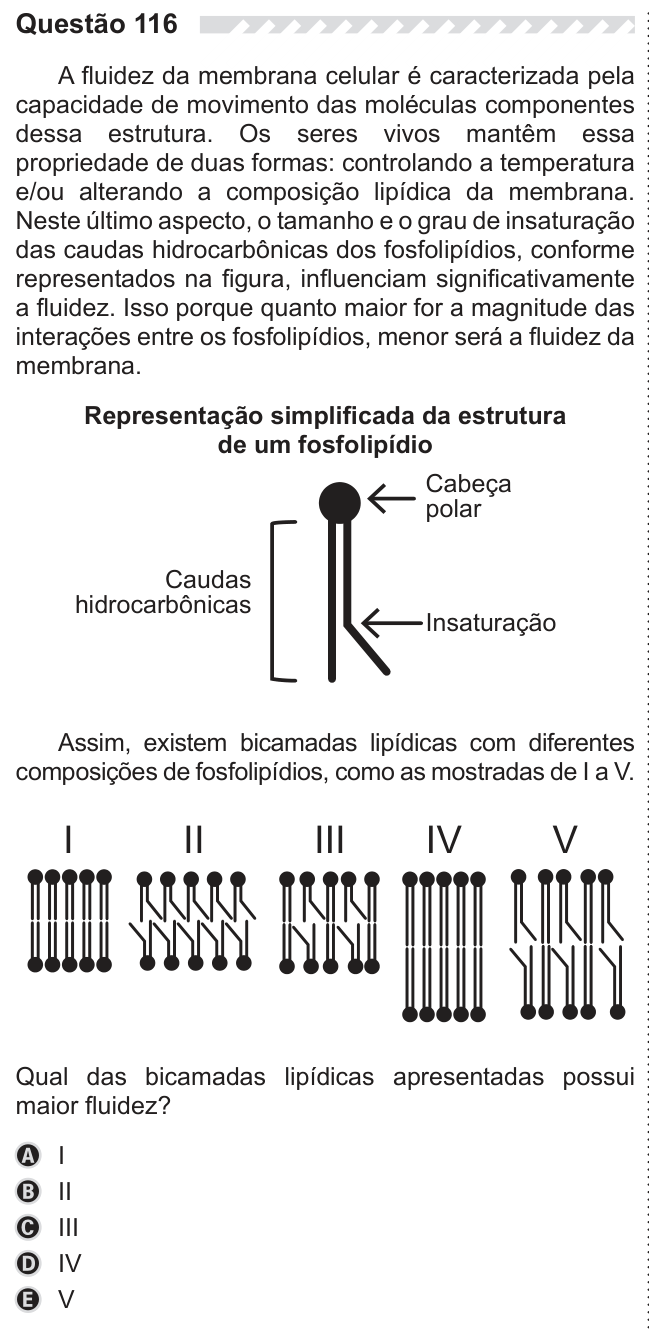 Questão 116
A fluidez da membrana celular é caracterizada pela
capacidade de movimento das moléculas componentes
dessa estrutura. Os seres vivos mantêm essa
propriedade de duas formas: controlando a temperatura
e/ou alterando a composição lipídica da membrana.
Neste último aspecto, o tamanho e o grau de insaturação
das caudas hidrocarbônicas dos fosfolipídios, conforme
representados na figura, influenciam significativamente
a fluidez. Isso porque quanto maior for a magnitude das
interações entre os fosfolipídios, menor será a fluidez da
membrana.
Representação simplificada da estrutura
de um fosfolipídio
Cabeça
polar
Caudas
hidrocarbônicas
Insaturação
Assim, existem bicamadas lipídicas com diferentes
composições de fosfolipídios, como as mostradas de I a V.
I II III IV V
Qual das bicamadas lipídicas apresentadas possui
maior fluidez?
A I
B II
C III
D IV
E V